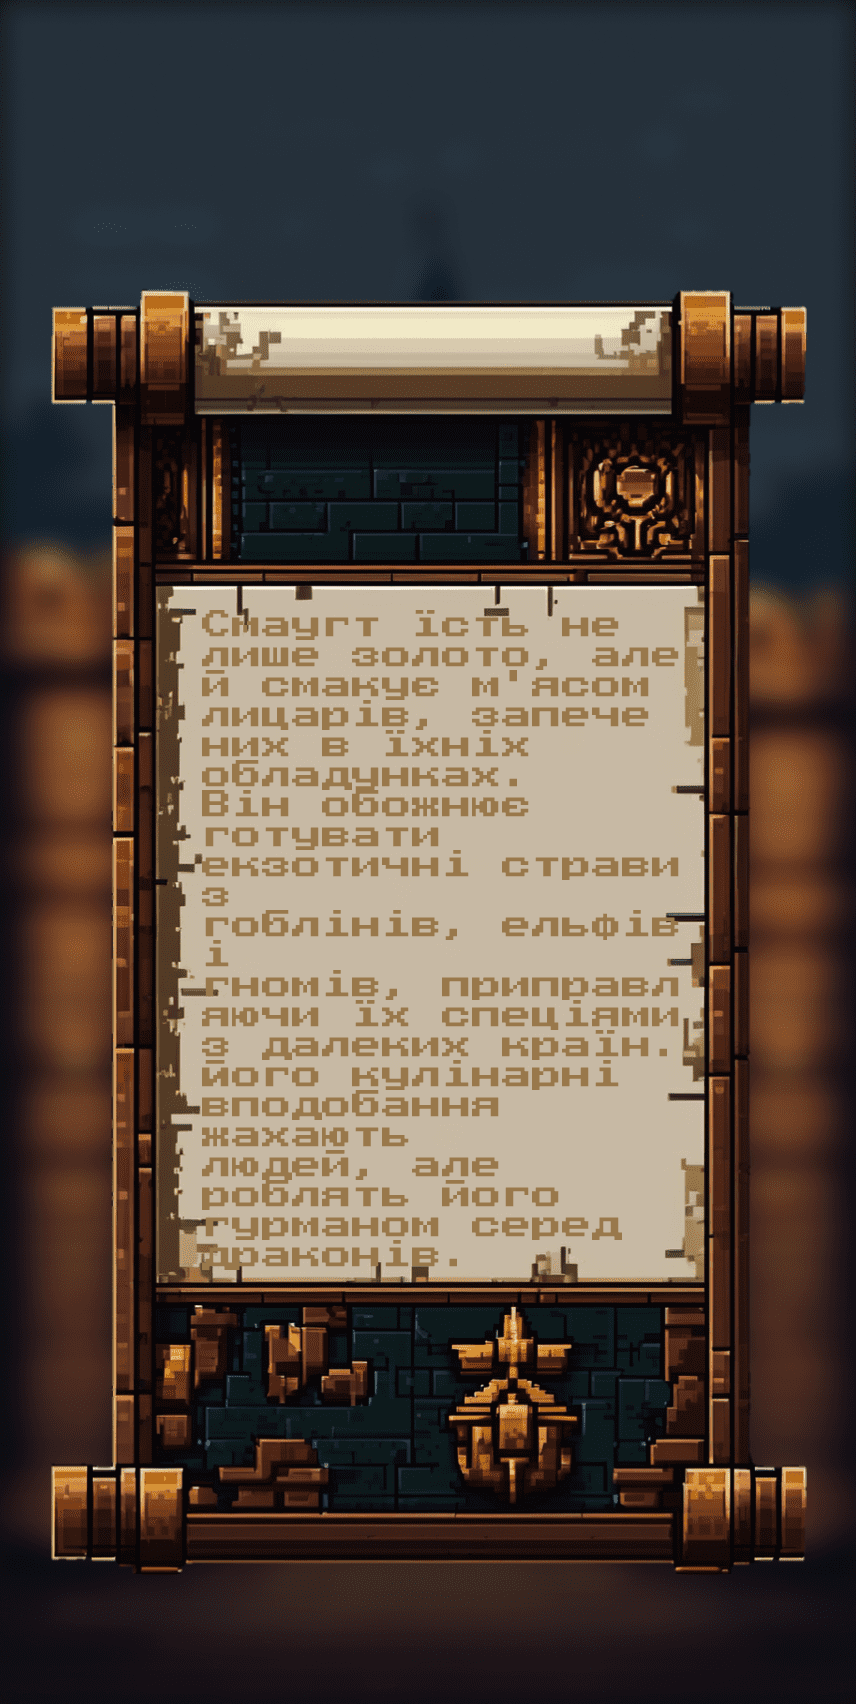 Смаугт їсть не
лише золото, але
й смакує м'ясом
лицарів, запече
них в їхніх
обладунках.
Він обожнює
готувати
екзотичні страви
з
гоблінів, ельфів
і
гномів, приправл
яючи їх спеціями
з далеких країн.
його кулінарні
вподобання
жахають
людей, але
роблять його
гурманом серед
драконів.